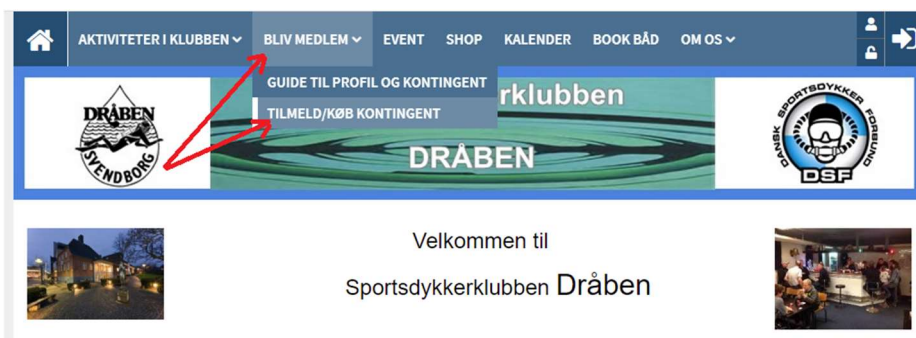 AKTIVITETER I KLUBBEN BLIV MEDLEM EVENT SHOP KALENDER BOOK BÅD OM OS
GUIDE TIL PROFIL OG KONTINGENT
TILMELD/KØB KONTINGENT
rklubben
DRÅBEN
DRÅBEN
SVENDBORG
DANSK SPORTSDYKKER FORBUND
DSF
Velkommen til
Sportsdykkerklubben Dråben